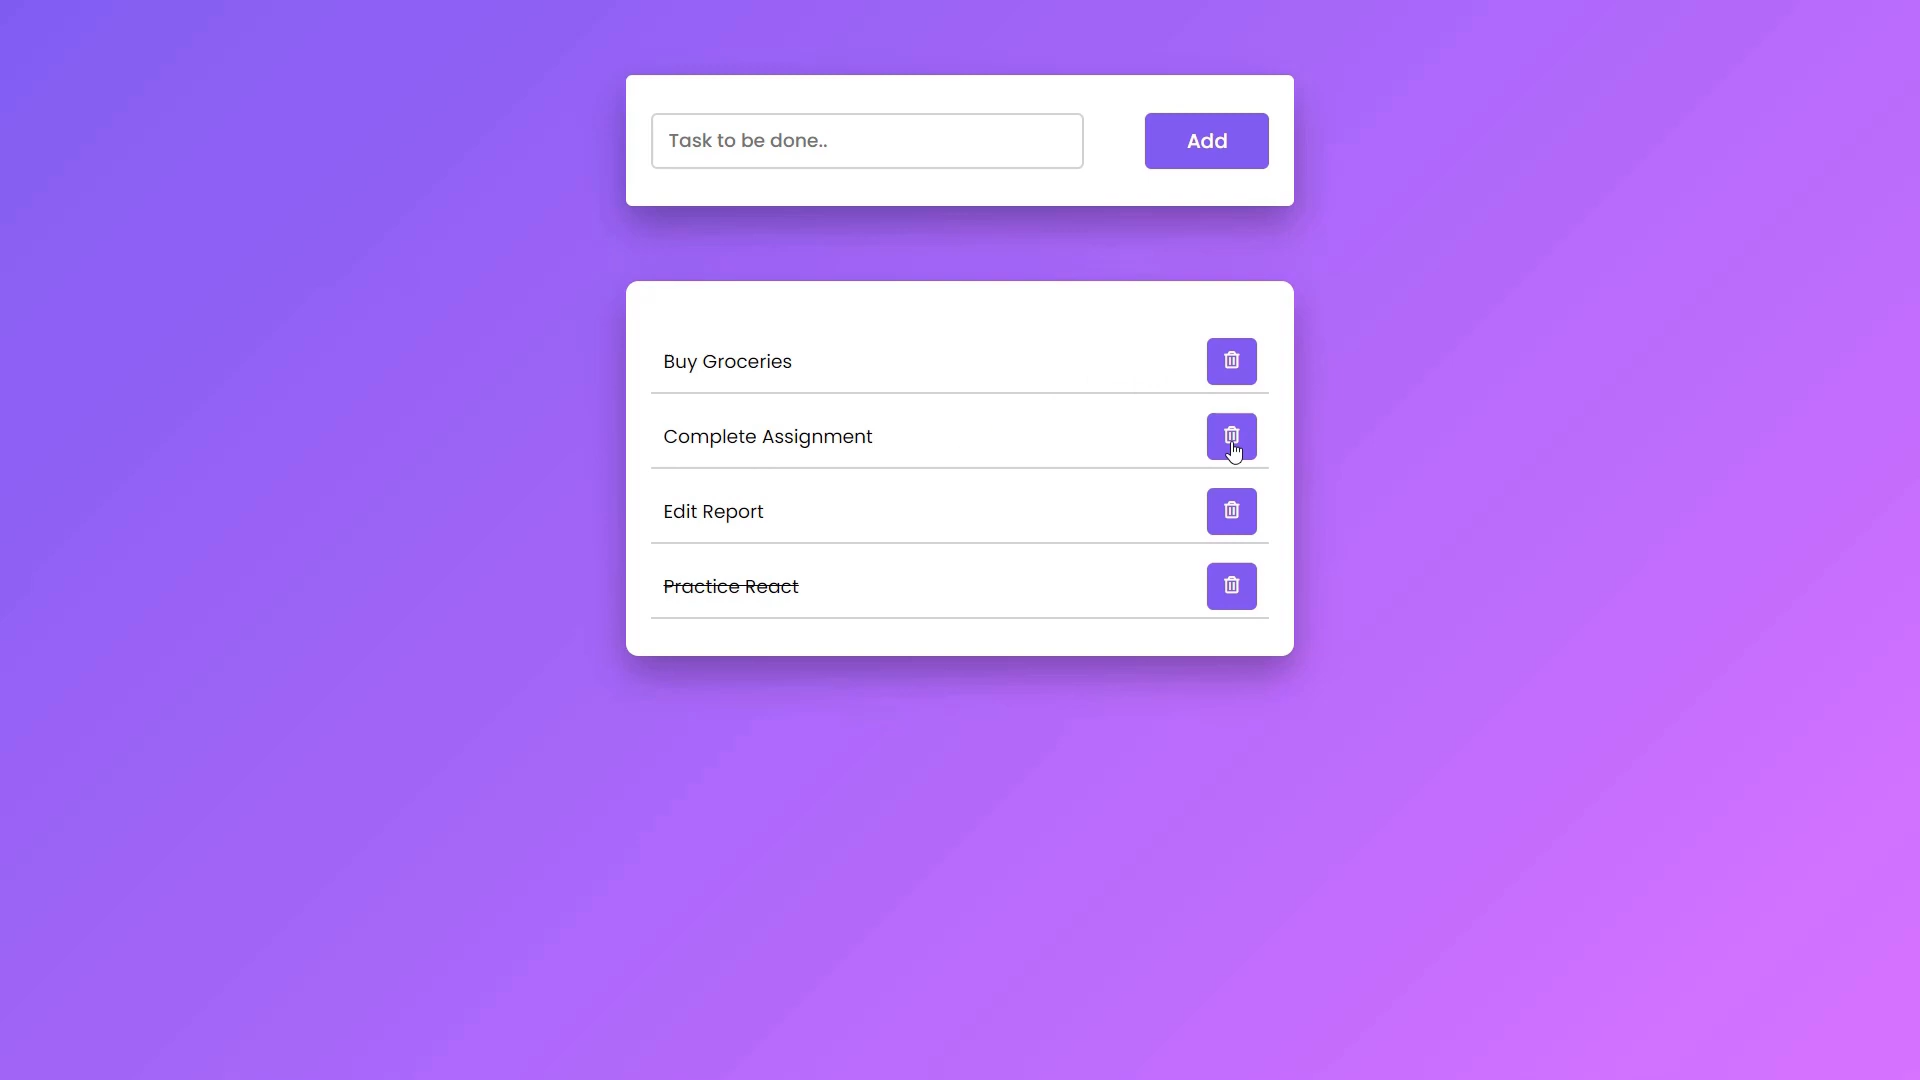 Task to be done..
Add
Buy Groceries
Complete Assignment
Edit Report
Practice React